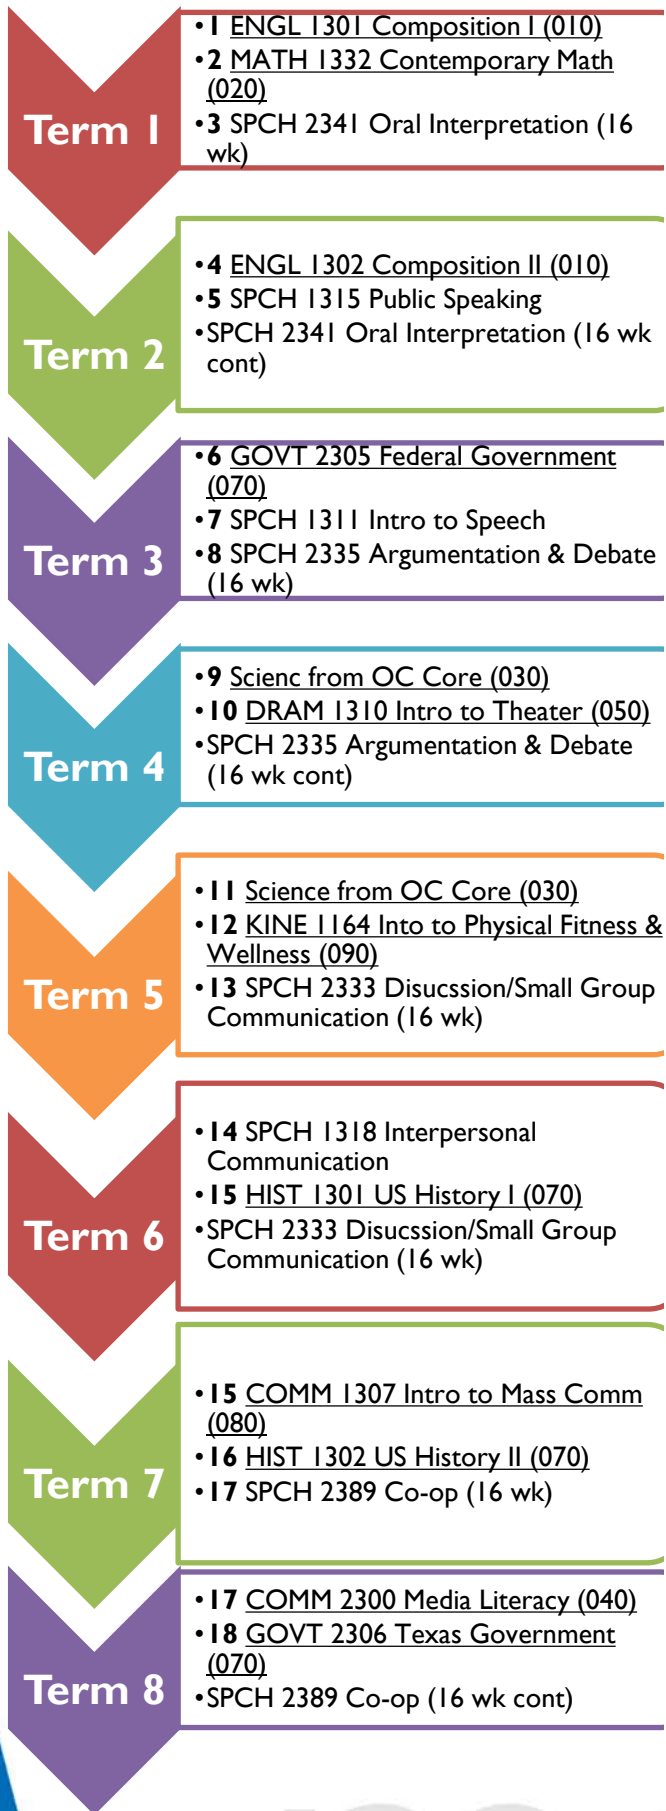 Term 1
•1 ENGL 1301 Composition I (010)
•2 MATH 1332 Contemporary Math
(020)
•3 SPCH 2341 Oral Interpretation (16
wk)
Term 2
•4 ENGL 1302 Composition II (010)
•5 SPCH 1315 Public Speaking
•SPCH 2341 Oral Interpretation (16 wk
cont)
Term 3
•6 GOVT 2305 Federal Government
(070)
•7 SPCH 1311 Intro to Speech
•8 SPCH 2335 Argumentation & Debate
(16 wk)
Term 4
•9 Scienc from OC Core (030)
•10 DRAM 1310 Intro to Theater (050)
•SPCH 2335 Argumentation & Debate
(16 wk cont)
Term 5
•11 Science from OC Core (030)
•12 KINE 1164 Into to Physical Fitness &
Wellness (090)
•13 SPCH 2333 Disucssion/Small Group
Communication (16 wk)
Term 6
•14 SPCH 1318 Interpersonal
Communication
•15 HIST 1301 US History I (070)
•SPCH 2333 Disucssion/Small Group
Communication (16 wk)
Term 7
•15 COMM 1307 Intro to Mass Comm
(080)
•16 HIST 1302 US History II (070)
•17 SPCH 2389 Co-op (16 wk)
Term 8
•17 COMM 2300 Media Literacy (040)
•18 GOVT 2306 Texas Government
(070)
•SPCH 2389 Co-op (16 wk cont)